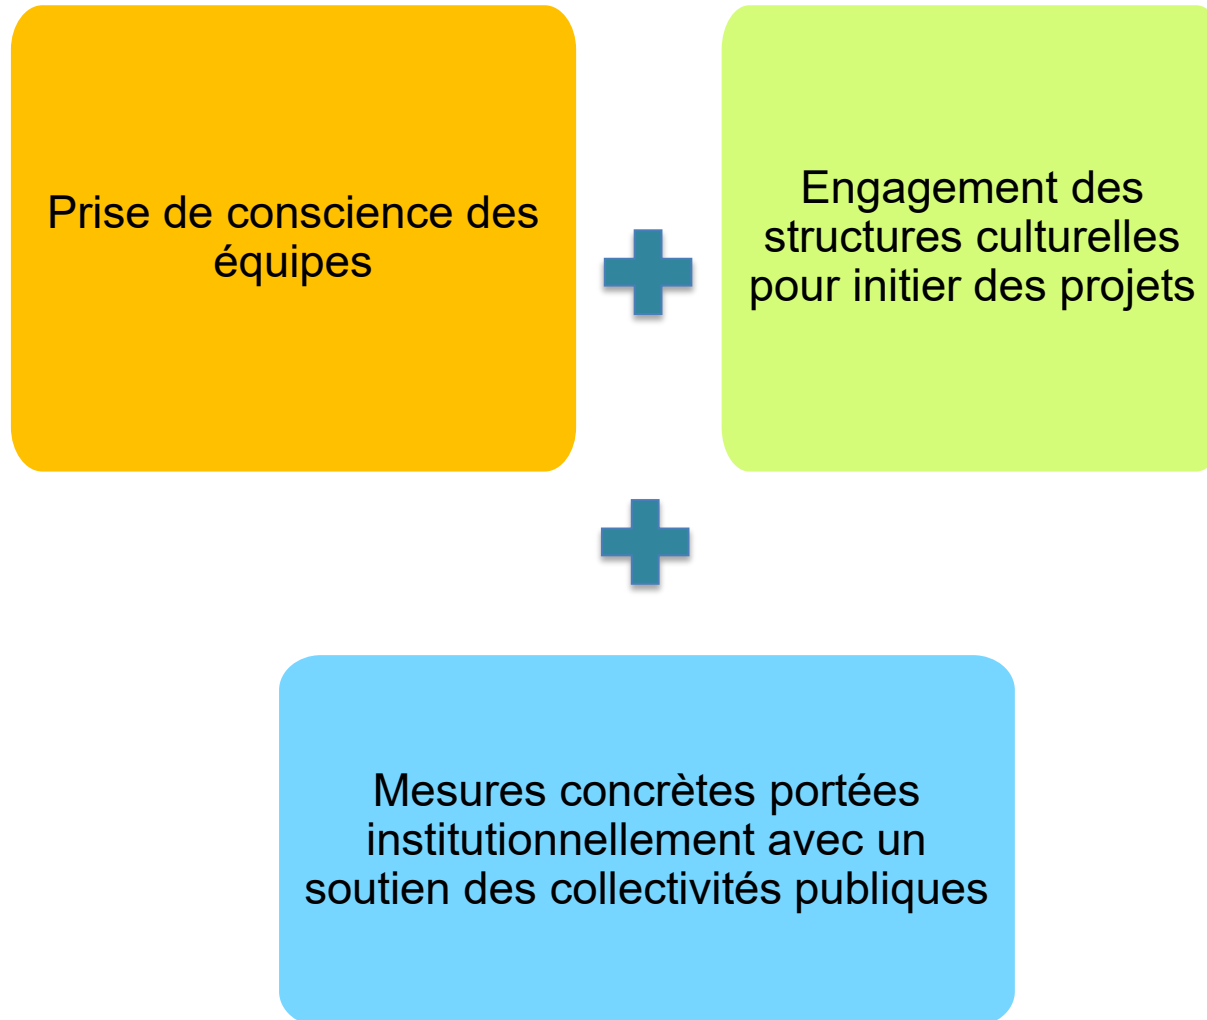 Prise de conscience des
équipes
Engagement des
structures culturelles
pour initier des projets
Mesures concrètes portées
institutionnellement avec un
soutien des collectivités publiques